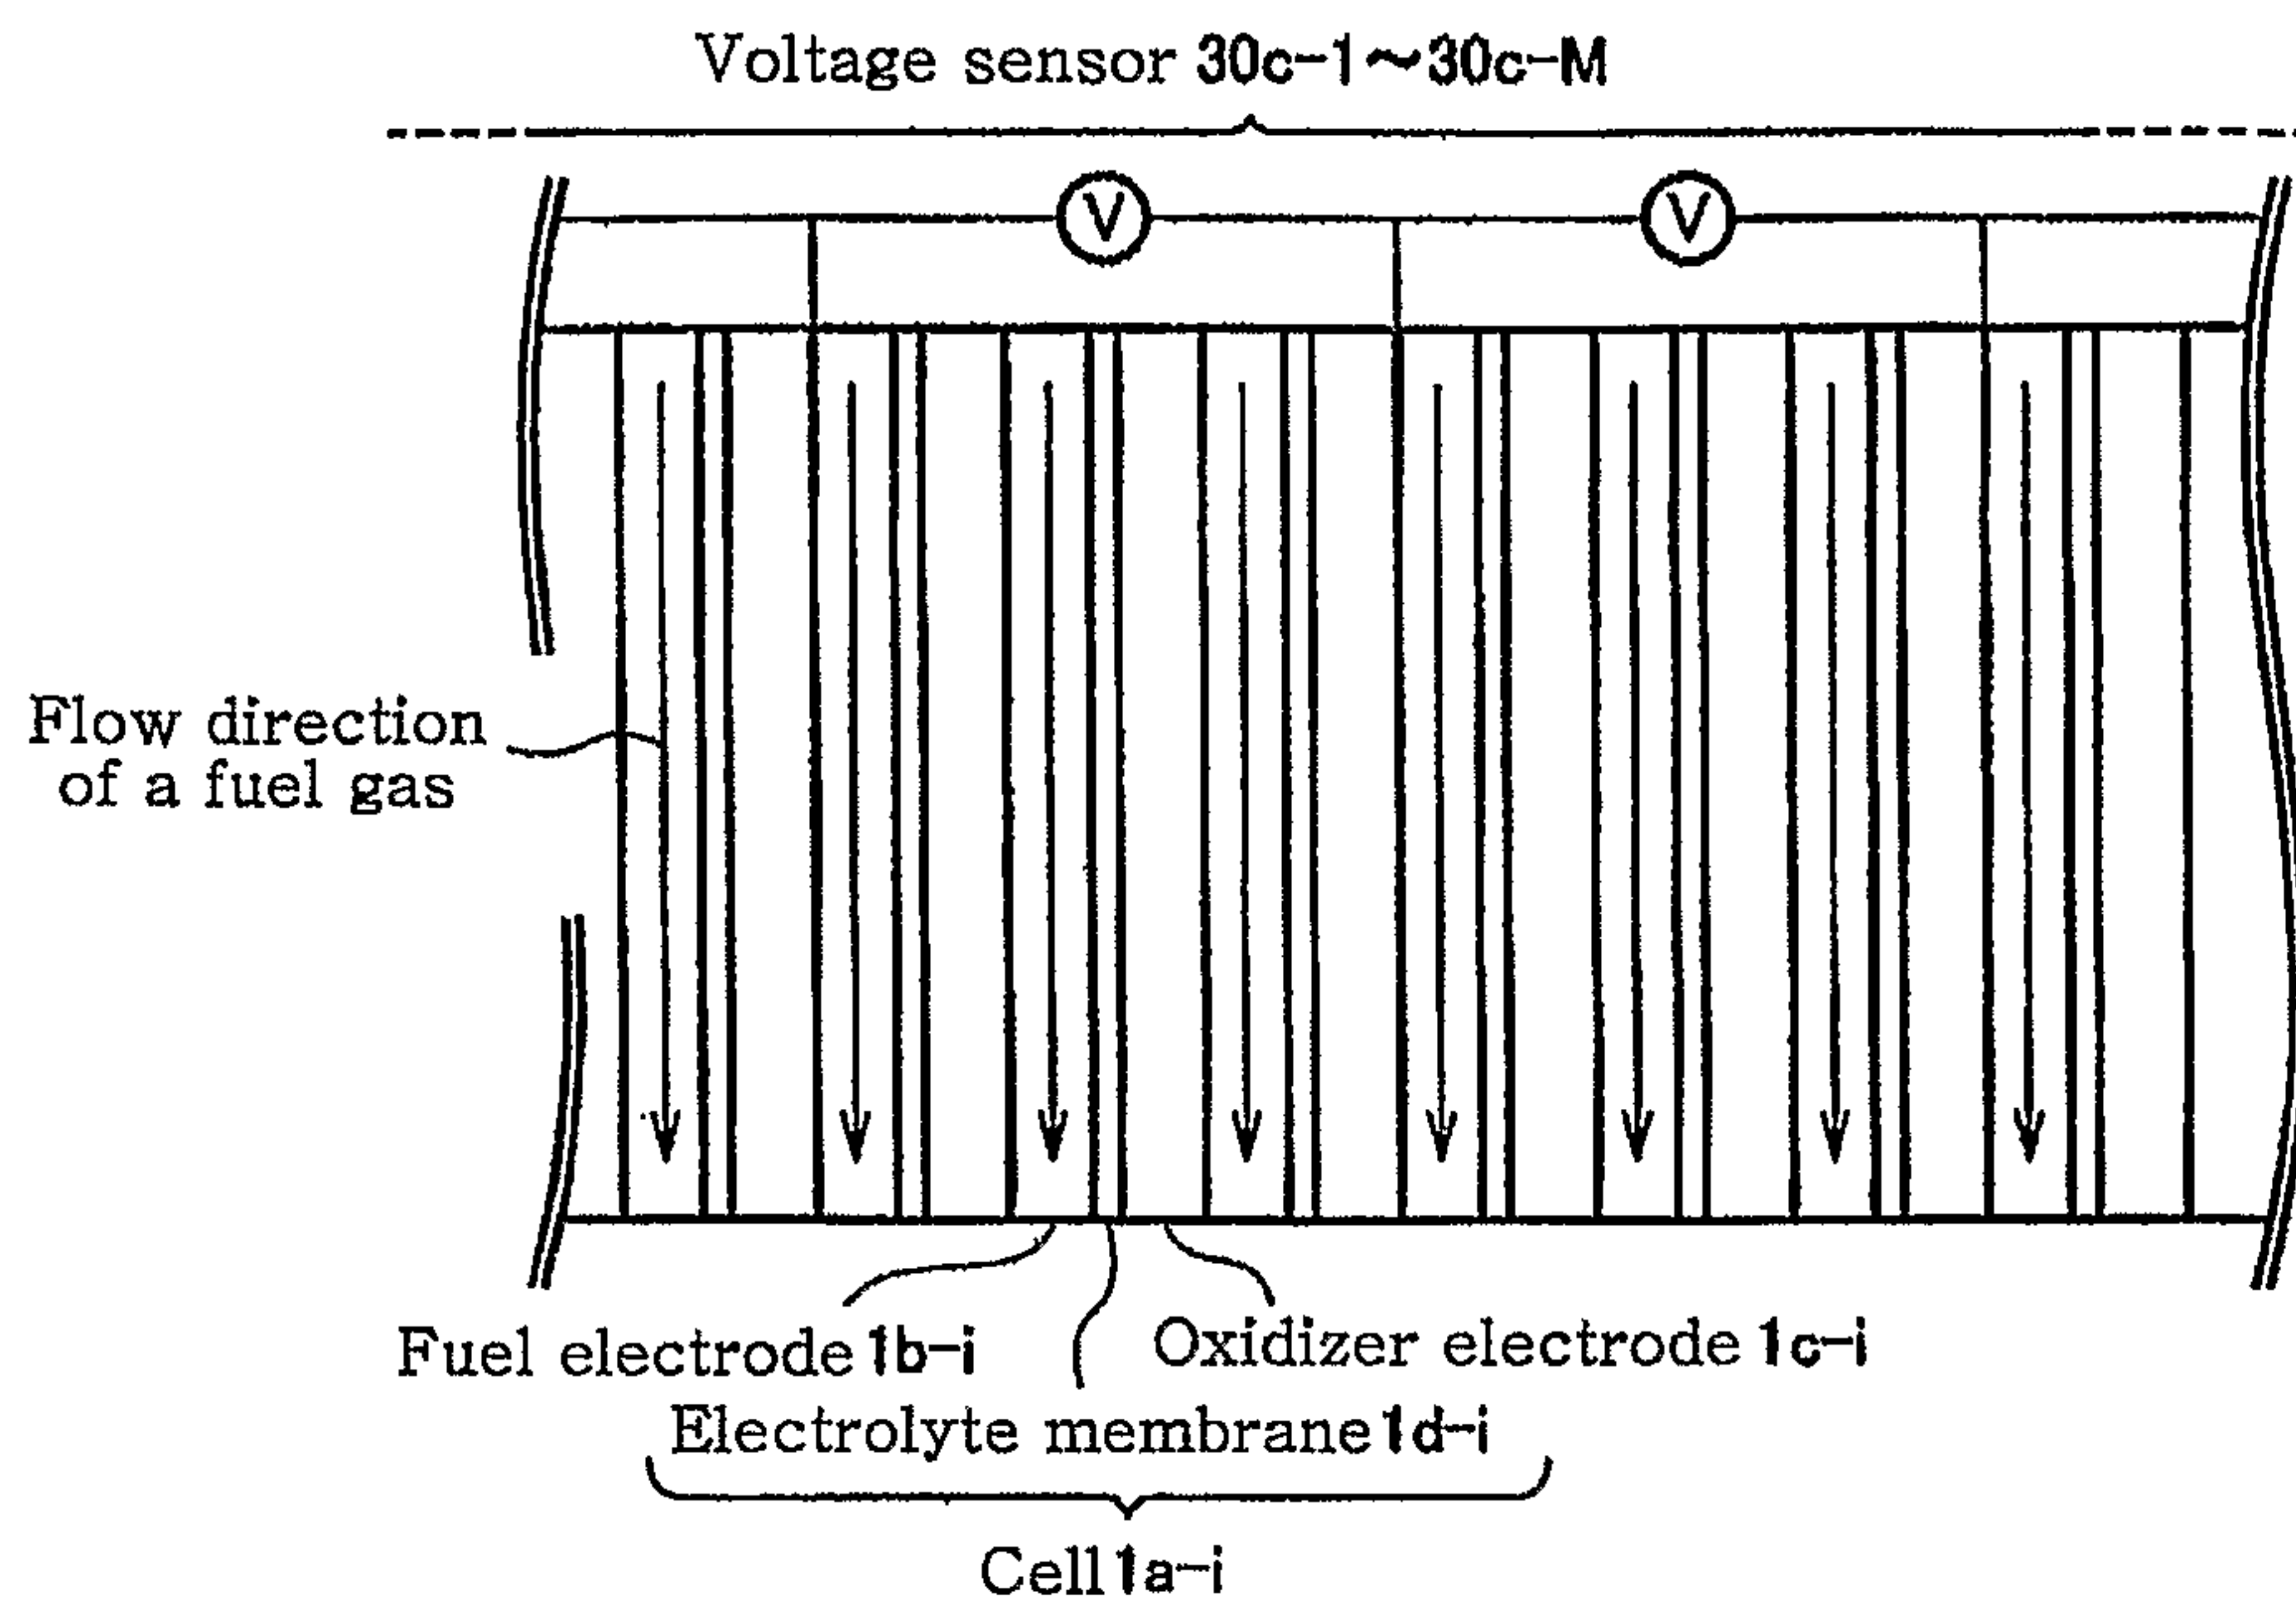 Voltage sensor 30c-1~30c-M
V V
Flow direction
of a fuel gas
Fuel electrode 1b-i
Oxidizer electrode 1c-i
Electrolyte membrane 1d-i
Cell 1a-i